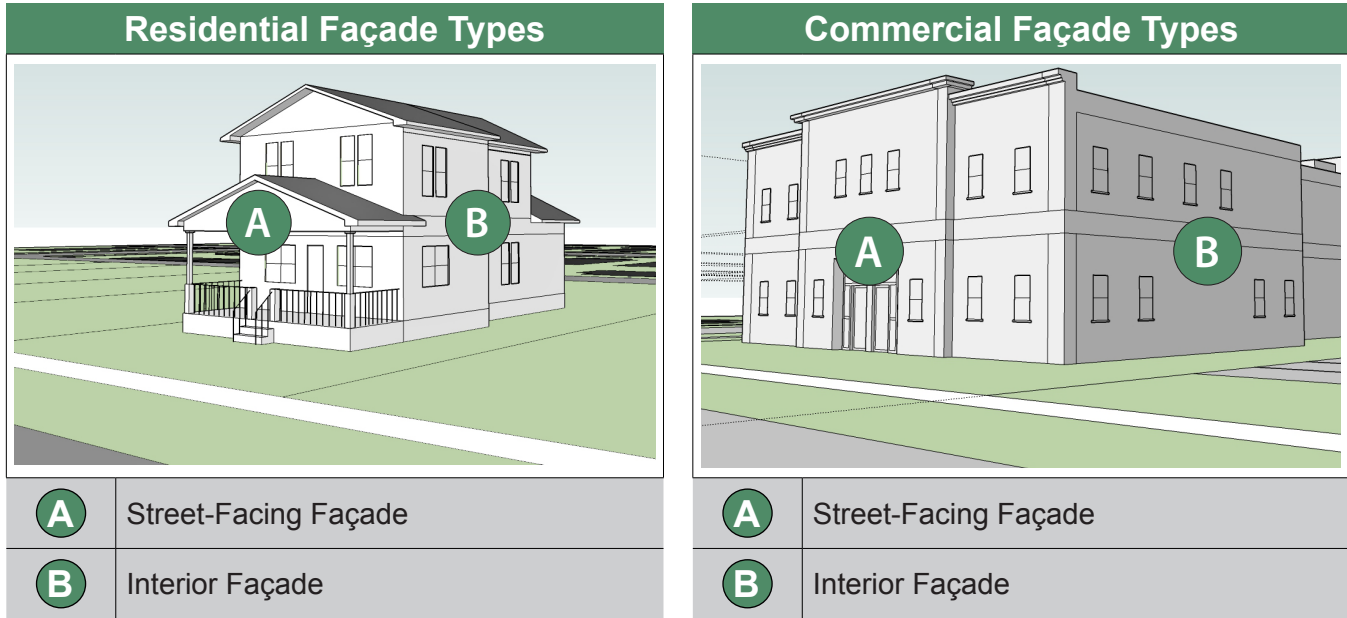 Residential Façade Types
A
B
A Street-Facing Façade
B Interior Façade
Commercial Façade Types
A
B
A Street-Facing Façade
B Interior Façade